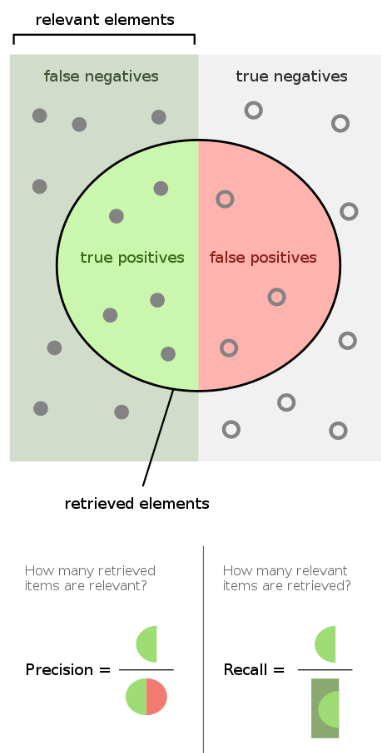 relevant elements
false negatives
true negatives
true positives
false positives
retrieved elements
How many retrieved
items are relevant?
Precision =
How many relevant
items are retrieved?
Recall =